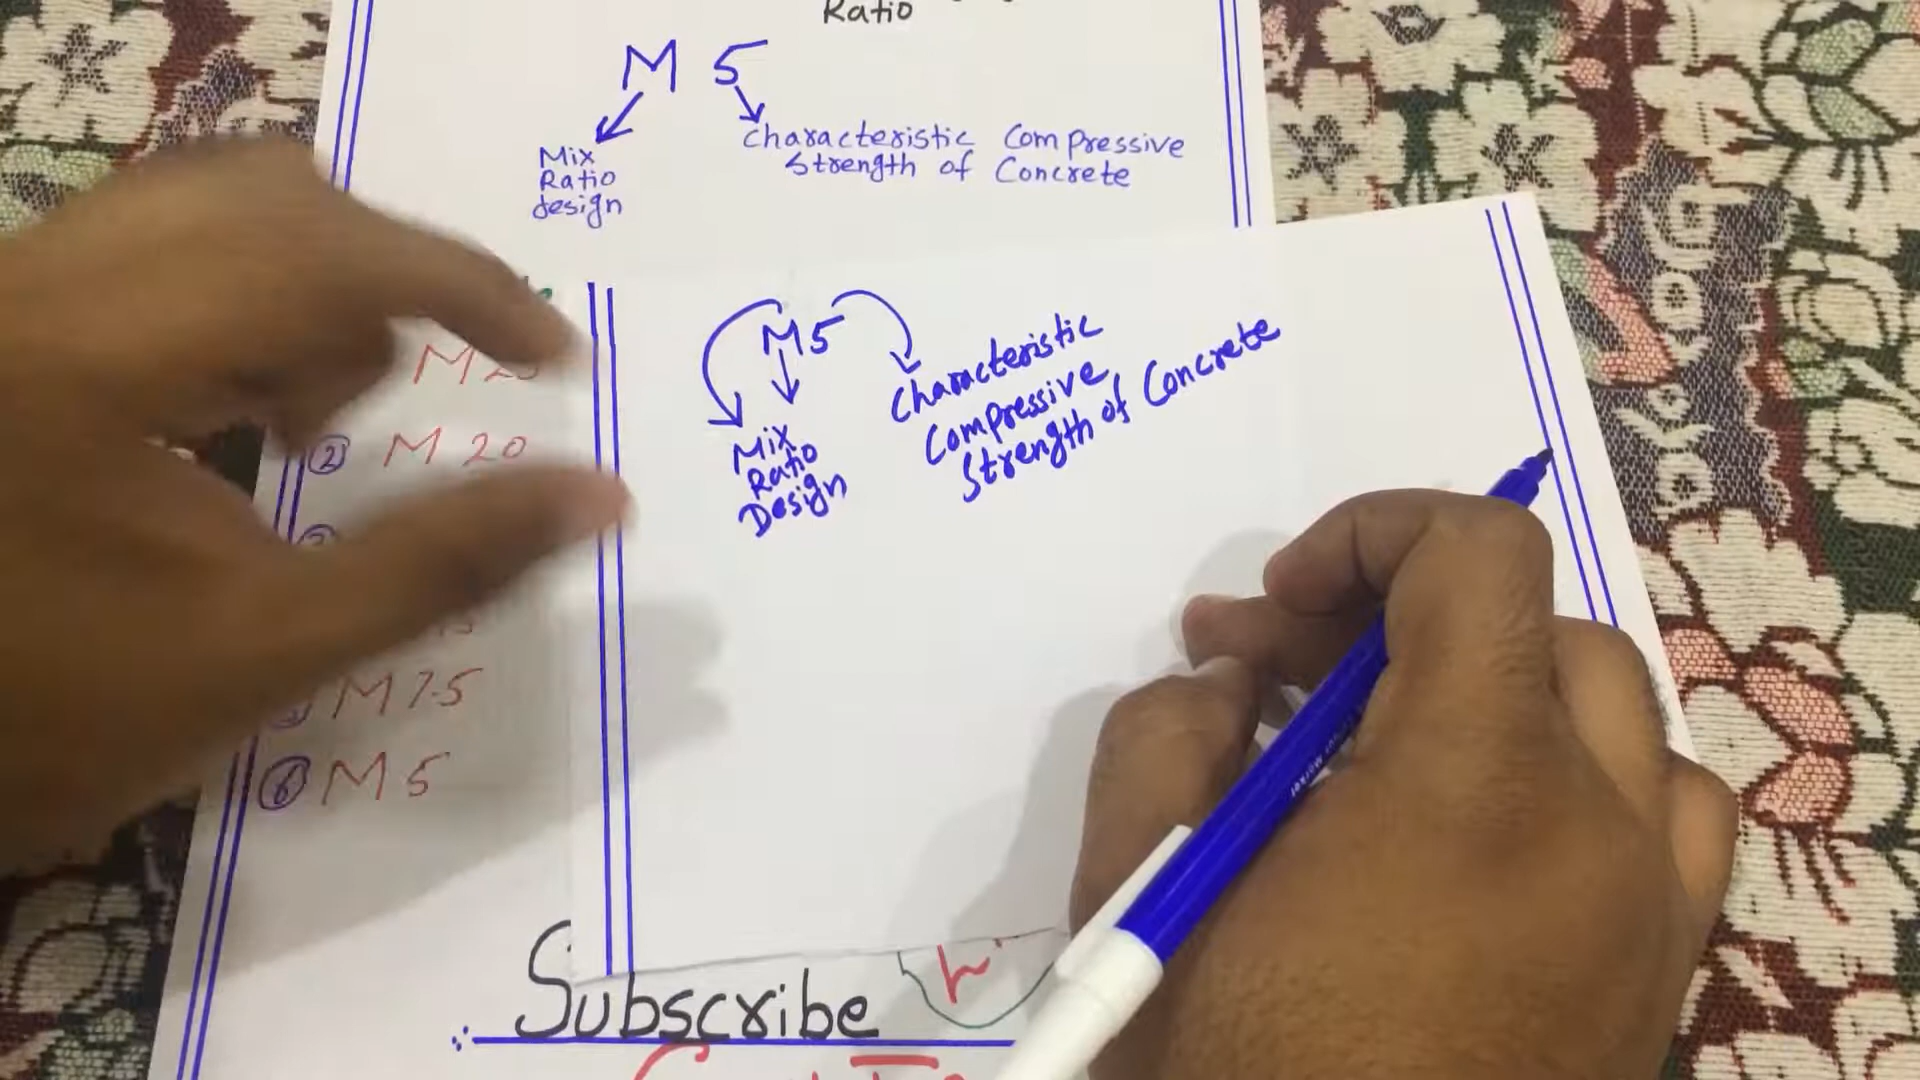 Ratio
M 5
Characteristic Compressive
Strength of Concrete
Mix
Ratio
design
M5
Characteristic
Compressive
Strength of Concrete
Mix
Ratio
Design
② M 20
M 7.5
⑥ M 5
Subscribe